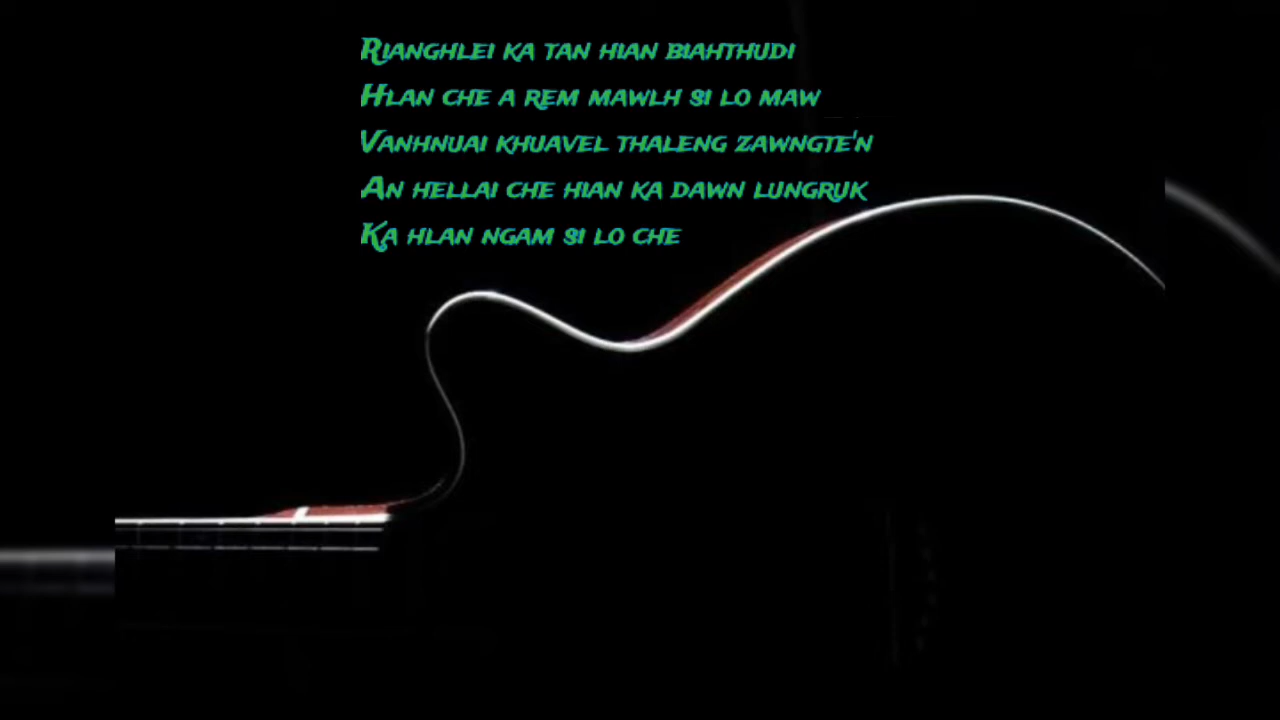 Rianghlei ka tan hian biahthudi
Hlan che a rem mawlh si lo maw
Vanhnuai khuavel thaleng zawngte'n
An hellai che hian ka dawn lungruk
Ka hlan ngam si lo che